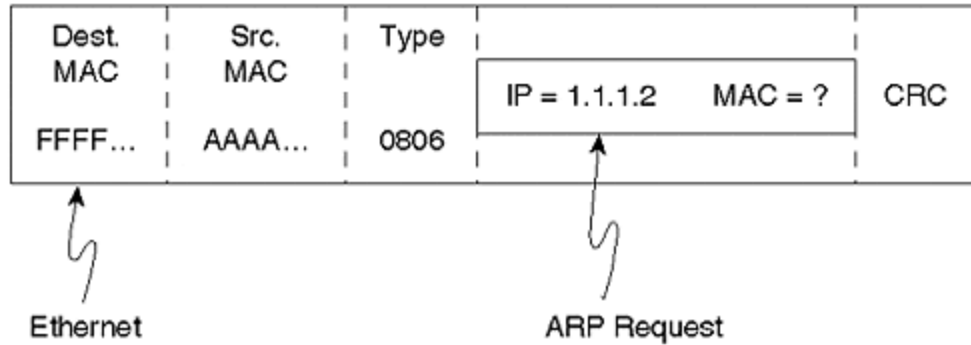 Dest.
MAC
FFFF...
Src.
MAC
AAAA...
Type
0806
IP = 1.1.1.2 MAC = ?
CRC
Ethernet
ARP Request